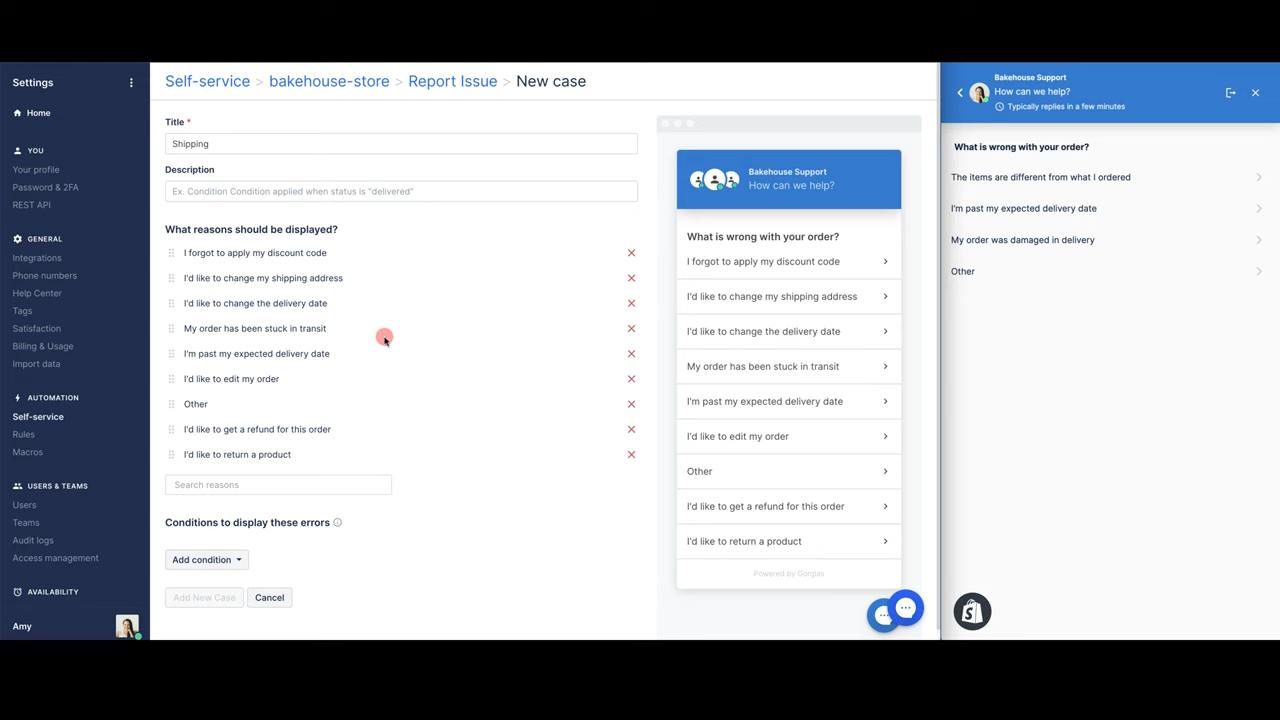 Settings
Home
YOU
Your profile
Password & 2FA
REST API
GENERAL
Integrations
Phone numbers
Help Center
Tags
Satisfaction
Billing & Usage
Import data
AUTOMATION
Self-service
Rules
Macros
USERS & TEAMS
Users
Teams
Audit logs
Access management
AVAILABILITY
Amy
Self-service > bakehouse-store > Report Issue > New case
Title *
Shipping
Description
Ex. Condition Condition applied when status is "delivered"
What reasons should be displayed?
I forgot to apply my discount code
I'd like to change my shipping address
I'd like to change the delivery date
My order has been stuck in transit
I'm past my expected delivery date
I'd like to edit my order
Other
I'd like to get a refund for this order
I'd like to return a product
Search reasons
Conditions to display these errors
Add condition
Add New Case
Cancel
Bakehouse Support
How can we help?
What is wrong with your order?
I forgot to apply my discount code
I'd like to change my shipping address
I'd like to change the delivery date
My order has been stuck in transit
I'm past my expected delivery date
I'd like to edit my order
Other
I'd like to get a refund for this order
I'd like to return a product
Powered by Gorgias
Bakehouse Support
How can we help?
Typically replies in a few minutes
What is wrong with your order?
The items are different from what I ordered
I'm past my expected delivery date
My order was damaged in delivery
Other